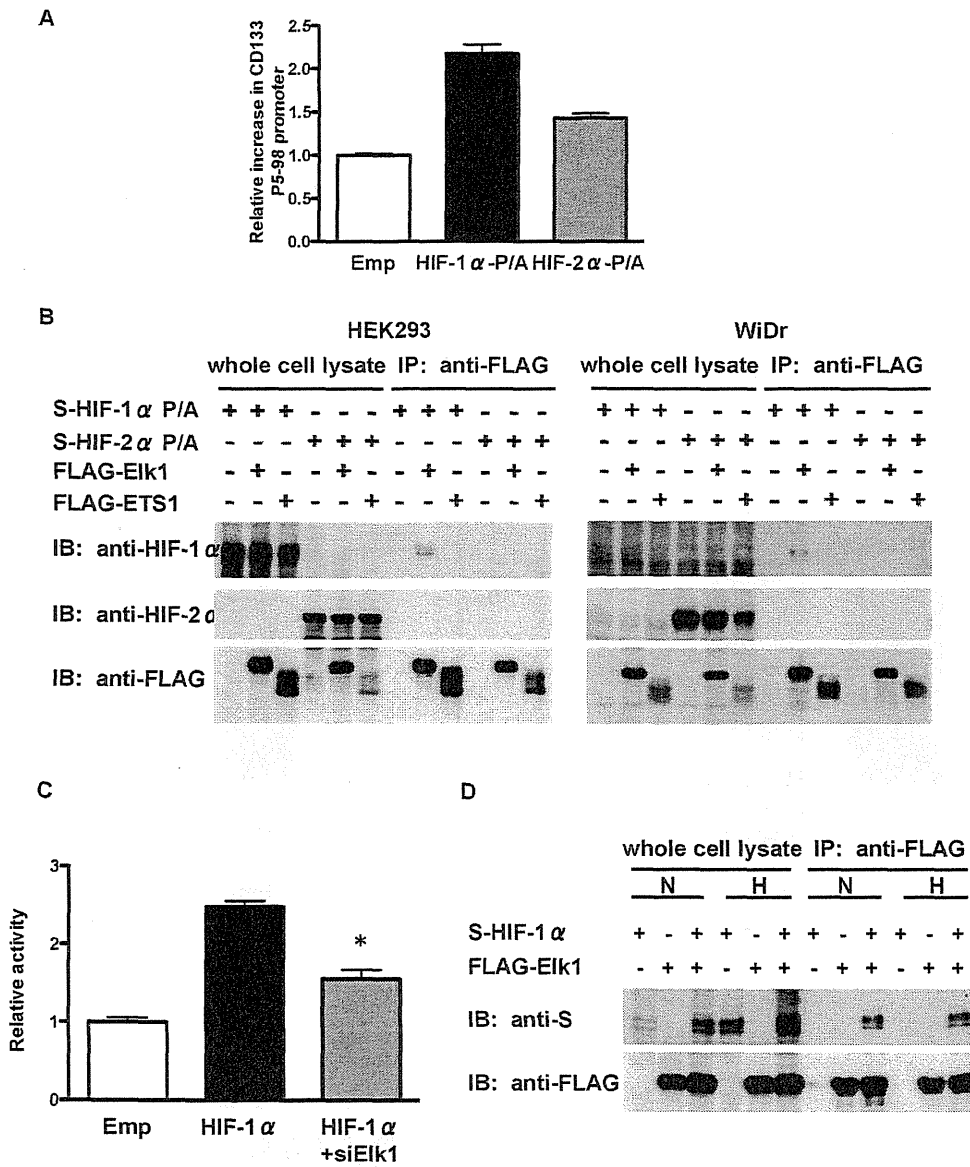 A
Relative increase in CD133
P5-98 promoter
2.5
2.0
1.5
1.0
0.5
0.0
Emp HIF-1α-P/A HIF-2α-P/A
B
HEK293 WiDr
whole cell lysate IP: anti-FLAG whole cell lysate IP: anti-FLAG
S-HIF-1α P/A + + + - - - + + + - - - + + + - - - + + + - - -
S-HIF-2α P/A - - - + + + - - - + + + - - - + + + - - - + + +
FLAG-Elk1 - + - - + - - + - - + - - + - - + - - + - - + -
FLAG-ETS1 - - + - - + - - + - - + - - + - - + - - + - - +
IB: anti-HIF-1α
IB: anti-HIF-2α
IB: anti-FLAG
C
Relative activity
3
2
1
0
*
Emp HIF-1α HIF-1α
+siElk1
D
whole cell lysate IP: anti-FLAG
N H N H
S-HIF-1α + - + + - + + - + + - +
FLAG-Elk1 - + + - + + - + + - + +
IB: anti-S
IB: anti-FLAG